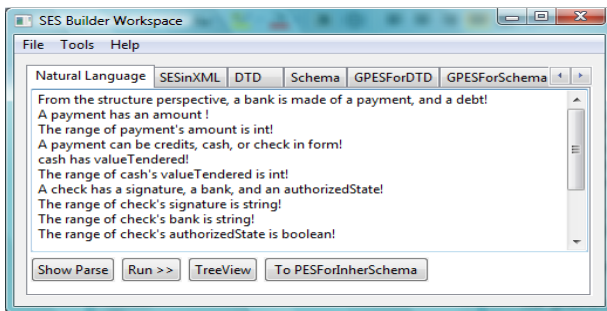 SES Builder Workspace
File Tools Help
Natural Language SESinXML DTD Schema GPESForDTD GPESForSchema
From the structure perspective, a bank is made of a payment, and a debt!
A payment has an amount !
The range of payment's amount is int!
A payment can be credits, cash, or check in form!
cash has valueTendered!
The range of cash's valueTendered is int!
A check has a signature, a bank, and an authorizedState!
The range of check's signature is string!
The range of check's bank is string!
The range of check's authorizedState is boolean!
Show Parse Run >> TreeView To PESForInherSchema